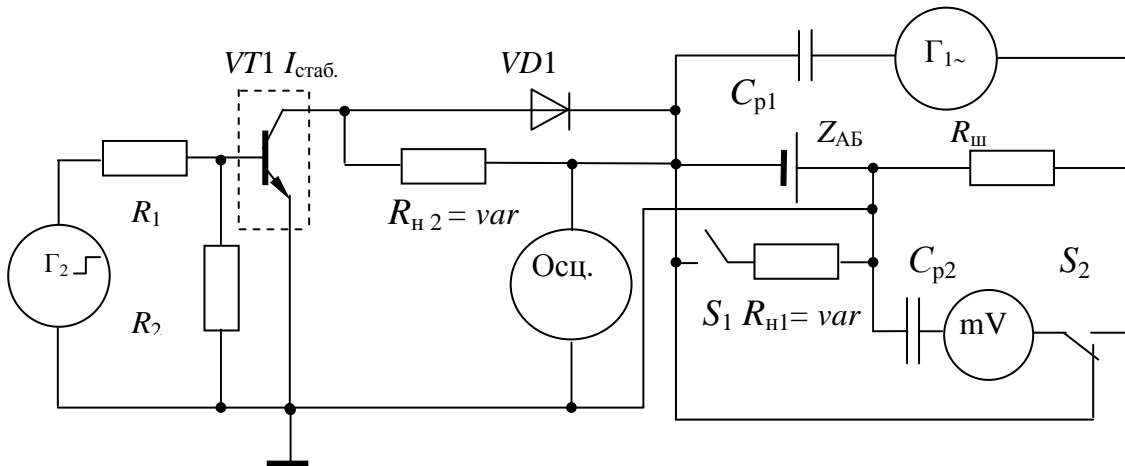 VT1 Iстаб.
VD1
Cр1
Г1~
ZАБ
Rш
R1
Rн 2 = var
Г2
R2
Осц.
S1 Rн1= var
Cр2
mV
S2